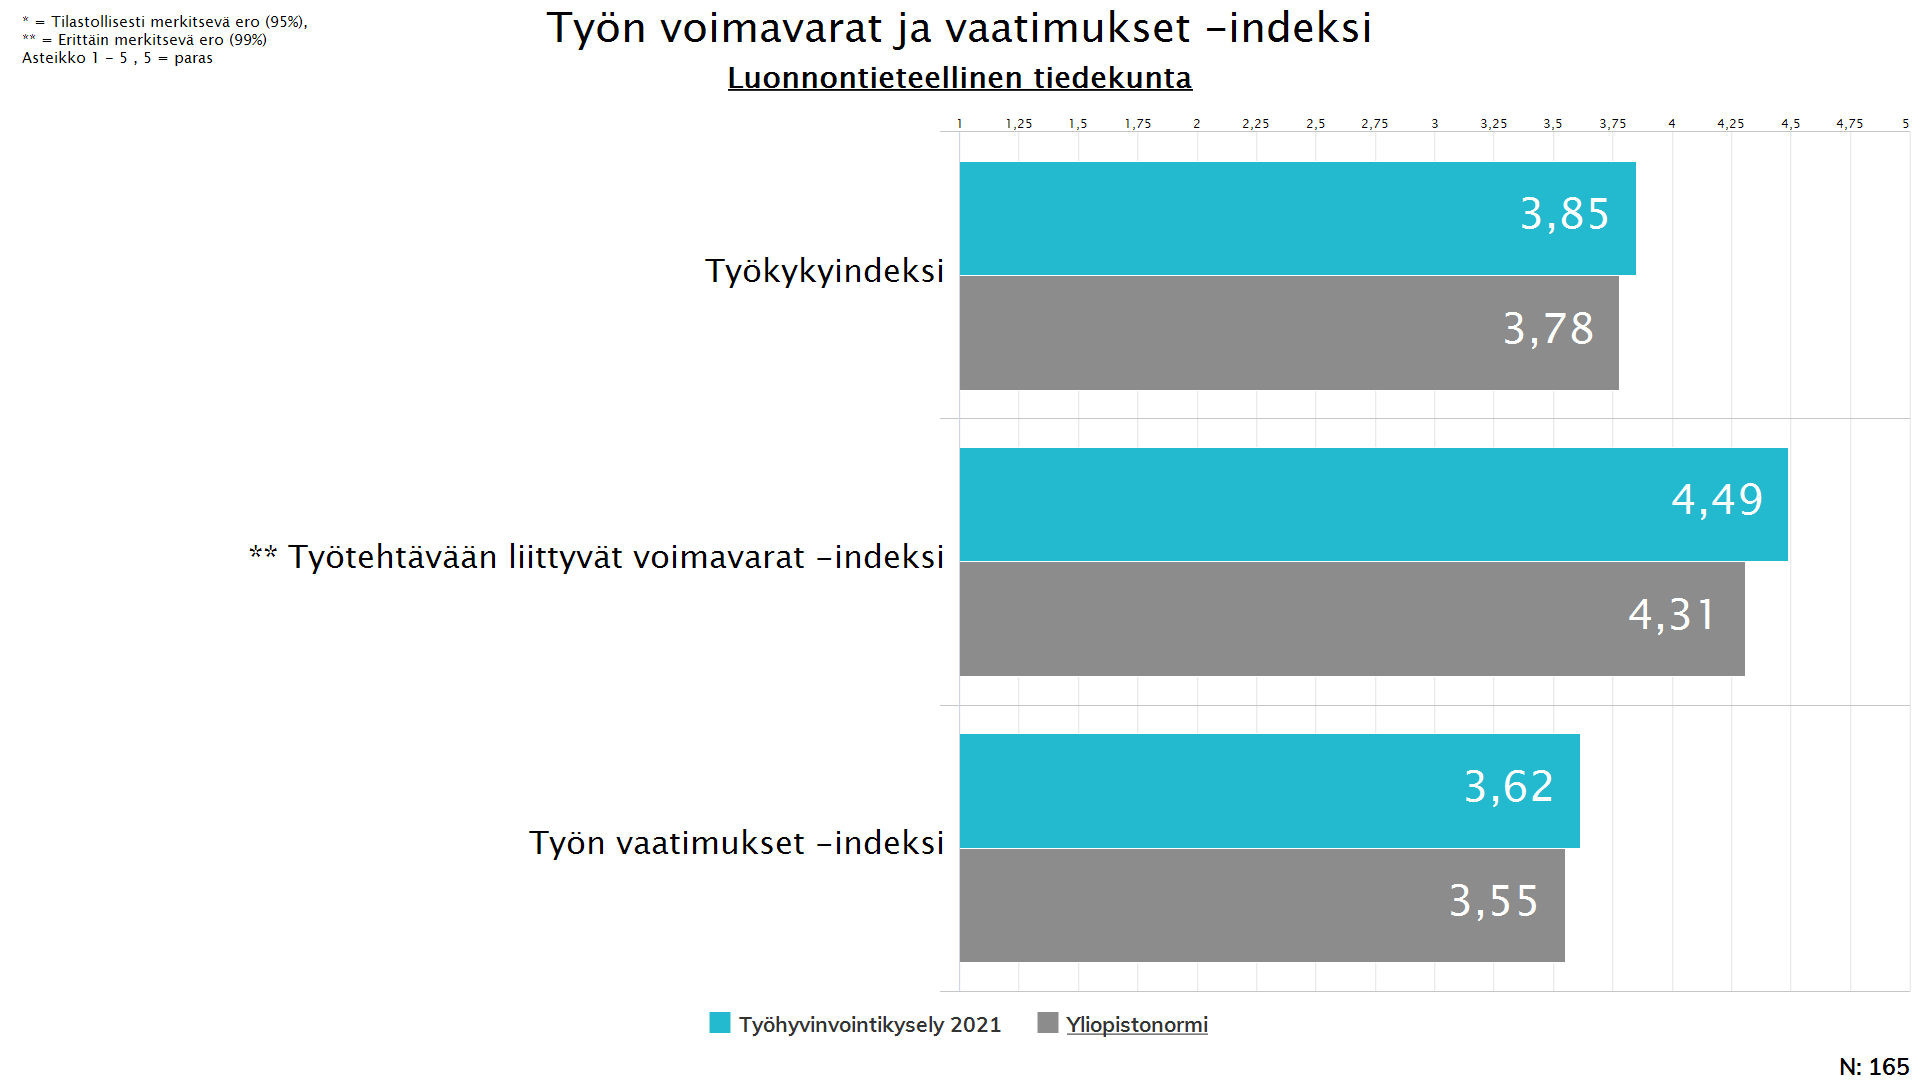 * = Tilastollisesti merkitsevä ero (95%),
** = Erittäin merkitsevä ero (99%)
Asteikko 1 - 5 , 5 = paras
Työn voimavarat ja vaatimukset -indeksi
Luonnontieteellinen tiedekunta
1 1,25 1,5 1,75 2 2,25 2,5 2,75 3 3,25 3,5 3,75 4 4,25 4,5 4,75 5
3,85
Työkykyindeksi
3,78
4,49
** Työtehtävään liittyvät voimavarat -indeksi
4,31
3,62
Työn vaatimukset -indeksi
3,55
Työhyvinvointikysely 2021 Yliopistonormi
N: 165